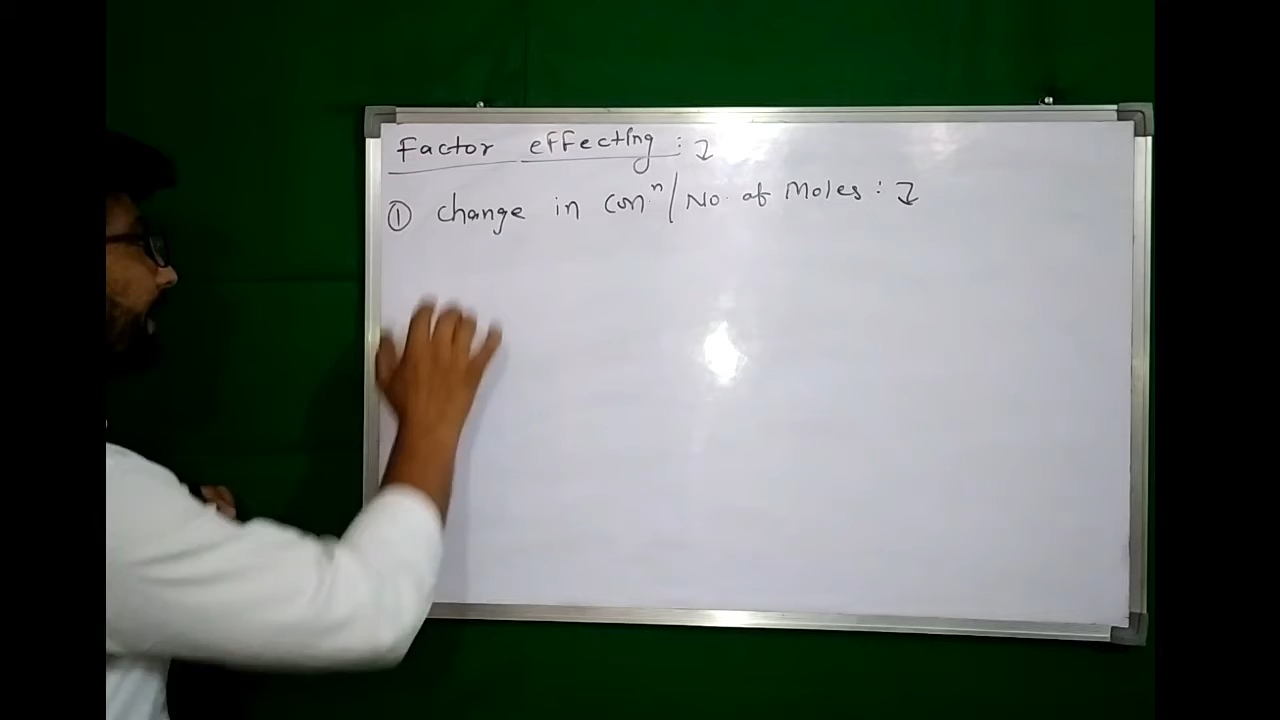 Factor effecting :
① change in conⁿ / No. of Moles :